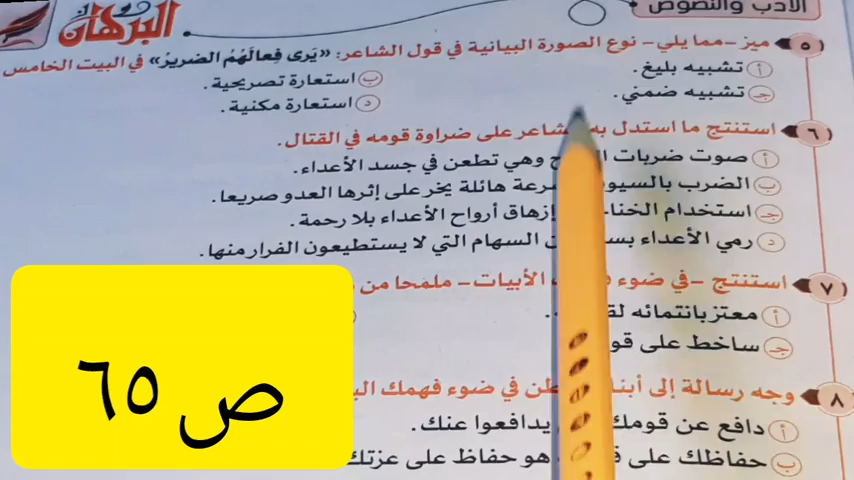 الأدب والنصوص
البرهان
٥ ميز -مما يلي- نوع الصورة البيانية في قول الشاعر: «يَرى فِعالَهُمُ الضريرُ» في البيت الخامس
أ تشبيه بليغ. ب استعارة تصريحية.
جـ تشبيه ضمني. د استعارة مكنية.
٦ استنتج ما استدل به الشاعر على ضراوة قومه في القتال.
أ صوت ضربات وهي تطعن في جسد الأعداء.
ب الضرب بالسيوف هائلة يخر على إثرها العدو صريعا.
جـ استخدام إزهاق أرواح الأعداء بلا رحمة.
د رمي الأعداء السهام التي لا يستطيعون الفرار منها.
٧ استنتج -في ضوء الأبيات- ملمحا من
أ معتز بانتمائه
جـ ساخط على
٨ وجه رسالة إلى في ضوء فهمك
أ دافع عن قومك يدافعوا عنك.
ب حفاظك على هو حفاظ على عزتك
ص ٦٥